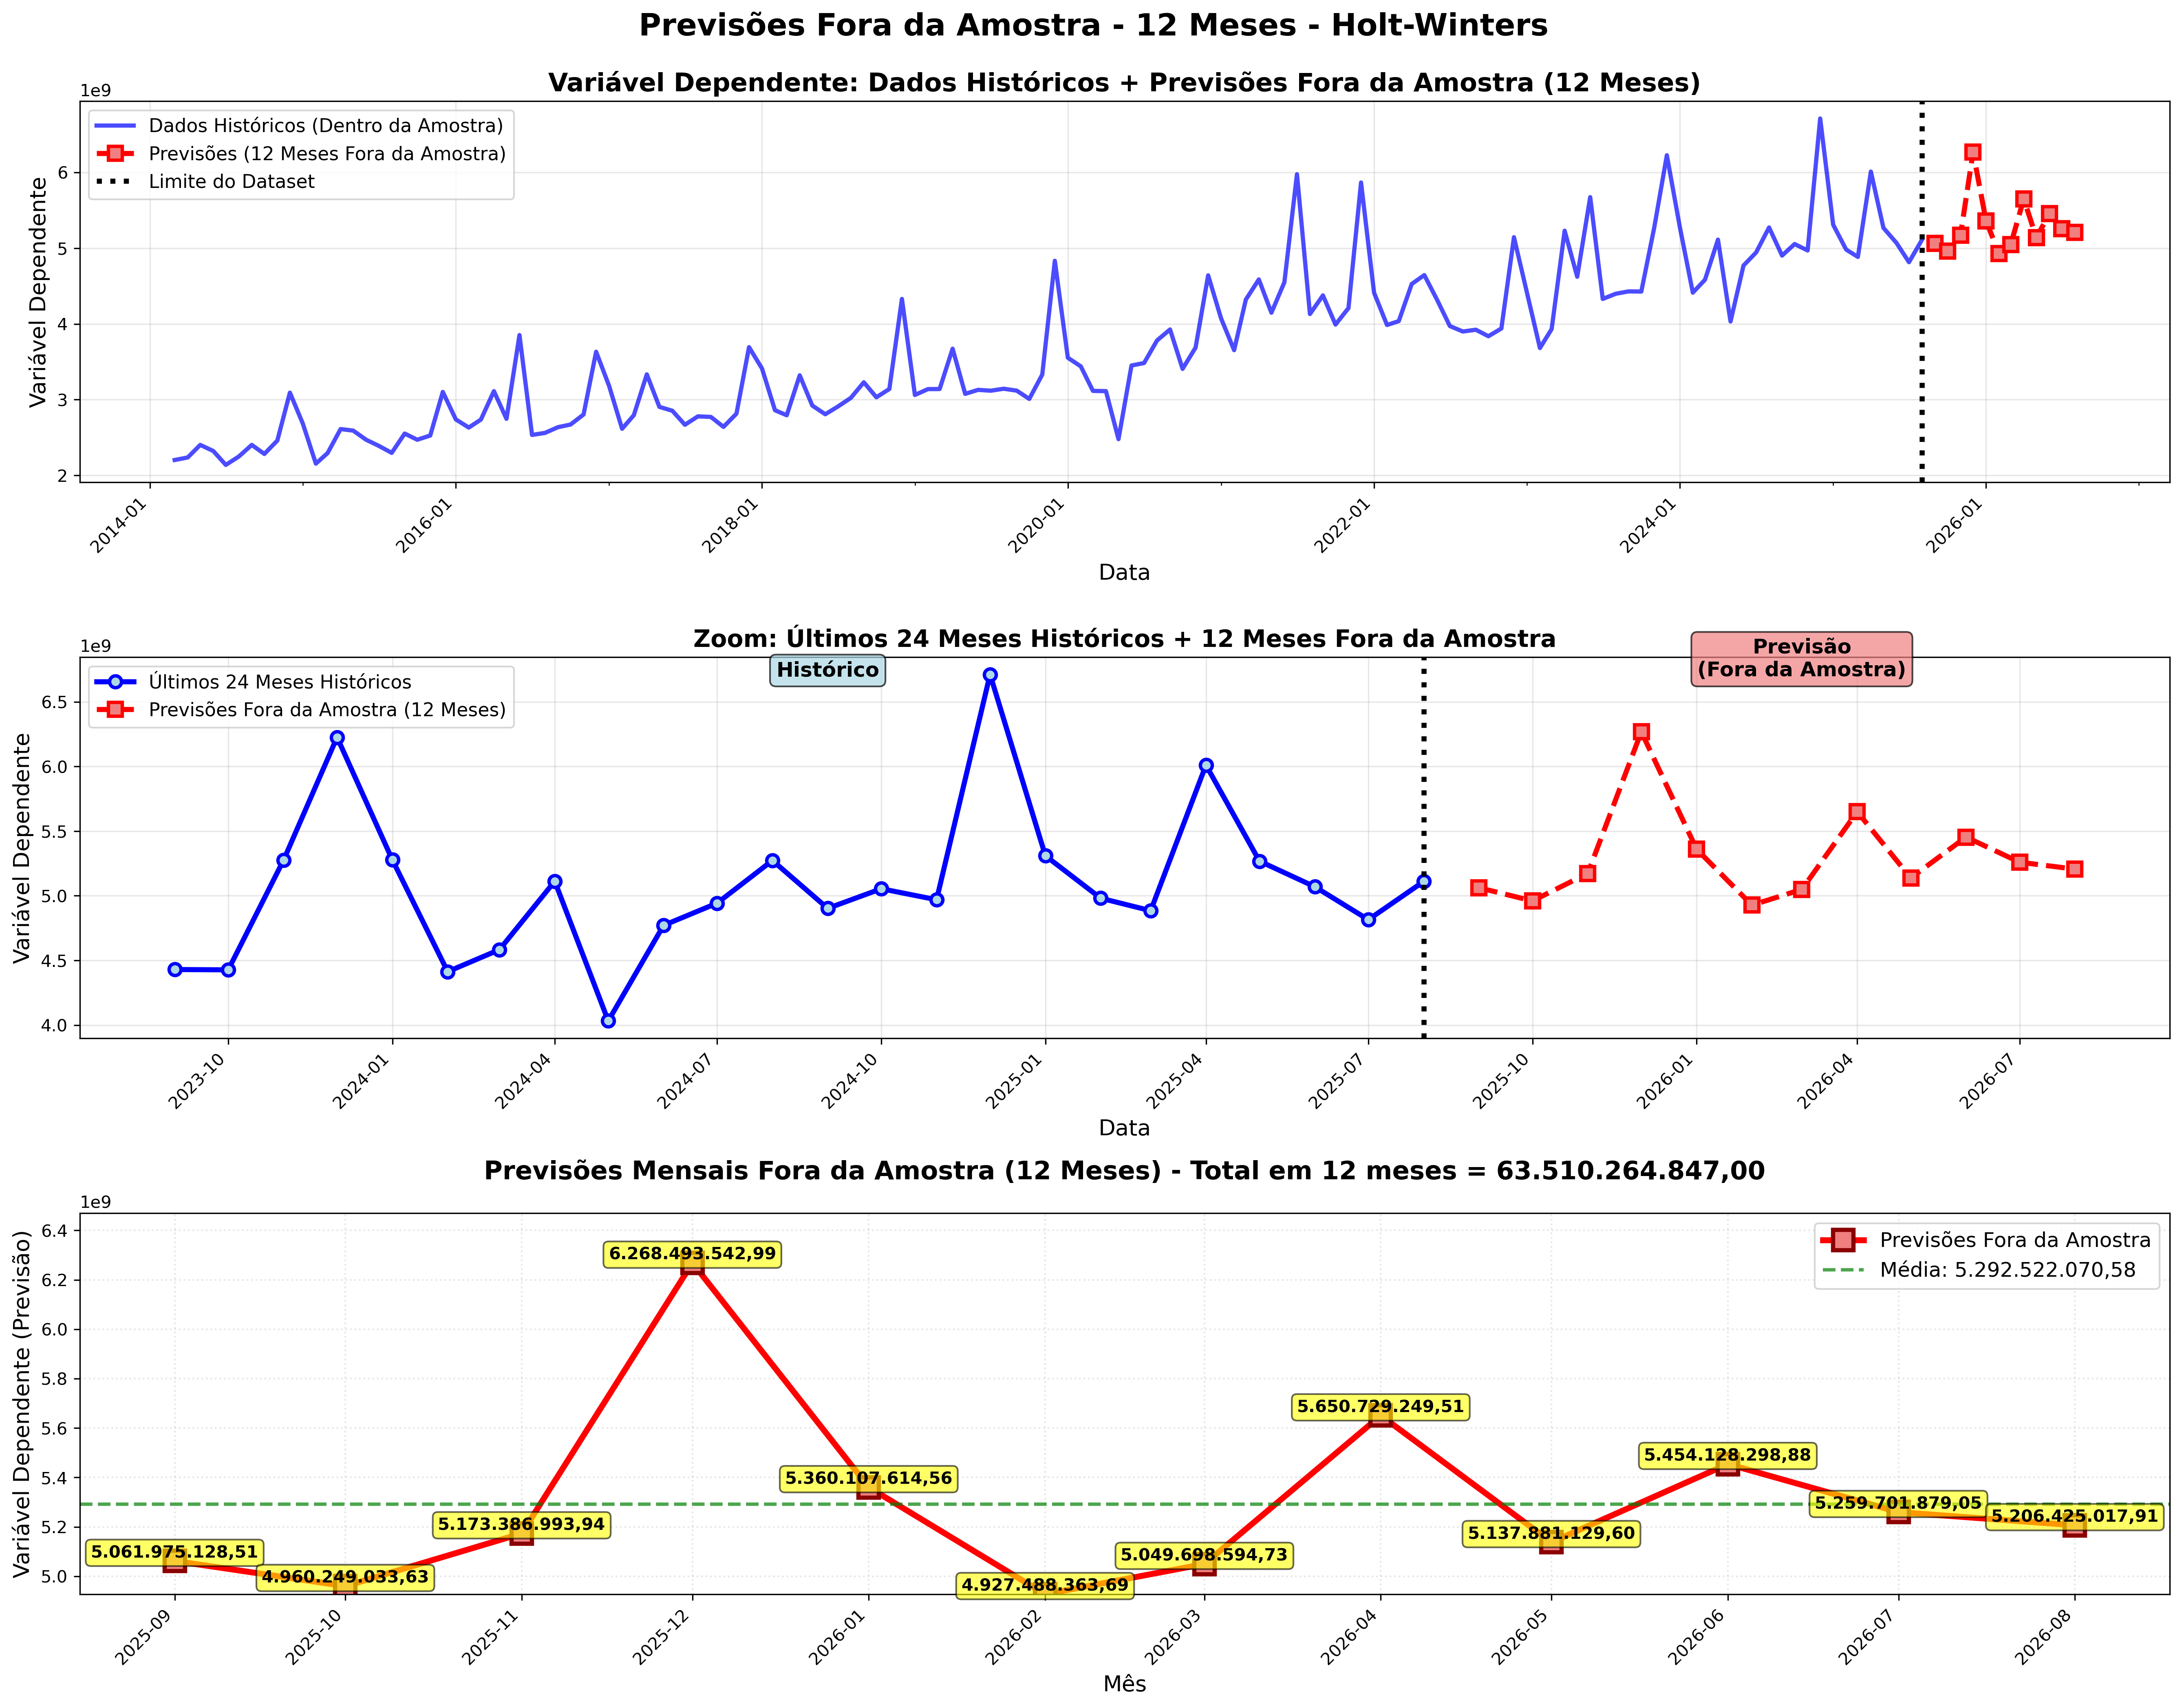 Previsões Fora da Amostra - 12 Meses - Holt-Winters
Variável Dependente: Dados Históricos + Previsões Fora da Amostra (12 Meses)
1e9
Dados Históricos (Dentro da Amostra)
Previsões (12 Meses Fora da Amostra)
Limite do Dataset
Variável Dependente
6
5
4
3
2
2014-01
2016-01
2018-01
2020-01
2022-01
2024-01
2026-01
Data
Zoom: Últimos 24 Meses Históricos + 12 Meses Fora da Amostra
1e9
Últimos 24 Meses Históricos
Previsões Fora da Amostra (12 Meses)
Histórico
Previsão
(Fora da Amostra)
Variável Dependente
6.5
6.0
5.5
5.0
4.5
4.0
2023-10
2024-01
2024-04
2024-07
2024-10
2025-01
2025-04
2025-07
2025-10
2026-01
2026-04
2026-07
Data
Previsões Mensais Fora da Amostra (12 Meses) - Total em 12 meses = 63.510.264.847,00
1e9
Previsões Fora da Amostra
Média: 5.292.522.070,58
Variável Dependente (Previsão)
6.4
6.2
6.0
5.8
5.6
5.4
5.2
5.0
5.061.975.128,51
4.960.249.033,63
5.173.386.993,94
6.268.493.542,99
5.360.107.614,56
4.927.488.363,69
5.049.698.594,73
5.650.729.249,51
5.137.881.129,60
5.454.128.298,88
5.259.701.879,05
5.206.425.017,91
2025-09
2025-10
2025-11
2025-12
2026-01
2026-02
2026-03
2026-04
2026-05
2026-06
2026-07
2026-08
Mês